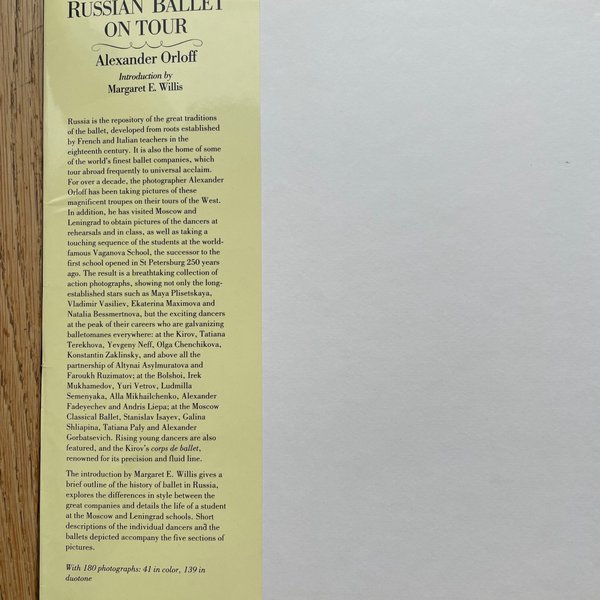 RUSSIAN BALLET
ON TOUR
Alexander Orloff
Introduction by
Margaret E. Willis
Russia is the repository of the great traditions
of the ballet, developed from roots established
by French and Italian teachers in the
eighteenth century. It is also the home of some
of the world's finest ballet companies, which
tour abroad frequently to universal acclaim.
For over a decade, the photographer Alexander
Orloff has been taking pictures of these
magnificent troupes on their tours of the West.
In addition, he has visited Moscow and
Leningrad to obtain pictures of the dancers at
rehearsals and in class, as well as taking a
touching sequence of the students at the world-
famous Vaganova School, the successor to the
first school opened in St Petersburg 250 years
ago. The result is a breathtaking collection of
action photographs, showing not only the long-
established stars such as Maya Plisetskaya,
Vladimir Vasiliev, Ekaterina Maximova and
Natalia Bessmertnova, but the exciting dancers
at the peak of their careers who are galvanizing
balletomanes everywhere: at the Kirov, Tatiana
Terekhova, Yevgeny Neff, Olga Chenchikova,
Konstantin Zaklinsky, and above all the
partnership of Altynai Asylmuratova and
Faroukh Ruzimatov; at the Bolshoi, Irek
Mukhamedov, Yuri Vetrov, Ludmilla
Semenyaka, Alla Mikhailchenko, Alexander
Fadeyechev and Andris Liepa; at the Moscow
Classical Ballet, Stanislav Isayev, Galina
Shliapina, Tatiana Paly and Alexander
Gorbatsevich. Rising young dancers are also
featured, and the Kirov's corps de ballet,
renowned for its precision and fluid line.
The introduction by Margaret E. Willis gives a
brief outline of the history of ballet in Russia,
explores the differences in style between the
great companies and details the life of a student
at the Moscow and Leningrad schools. Short
descriptions of the individual dancers and the
ballets depicted accompany the five sections of
pictures.
With 180 photographs: 41 in color, 139 in
duotone